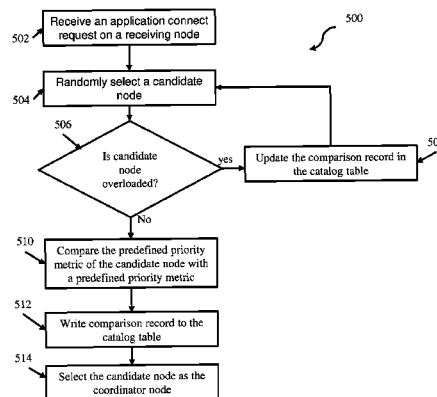 Receive an application connect
request on a receiving node
502
500
Randomly select a candidate
node
504
506
Is candidate
node
overloaded?
yes
Update the comparison record in
the catalog table
No
510
Compare the predefined priority
metric of the candidate node with
a predefined priority metric
512
Write comparison record to the
catalog table
514
Select the candidate node as the
coordinator node